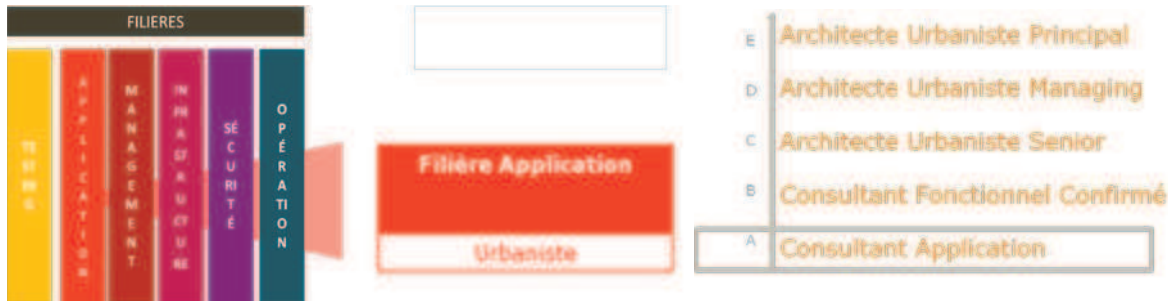 FILIERES
TESTING
APPLICATION
MANAGEMENT
INFRASTRUCTURE
SÉCURITÉ
OPÉRATION
Filière Application
Urbaniste
E Architecte Urbaniste Principal
D Architecte Urbaniste Managing
C Architecte Urbaniste Senior
B Consultant Fonctionnel Confirmé
A Consultant Application